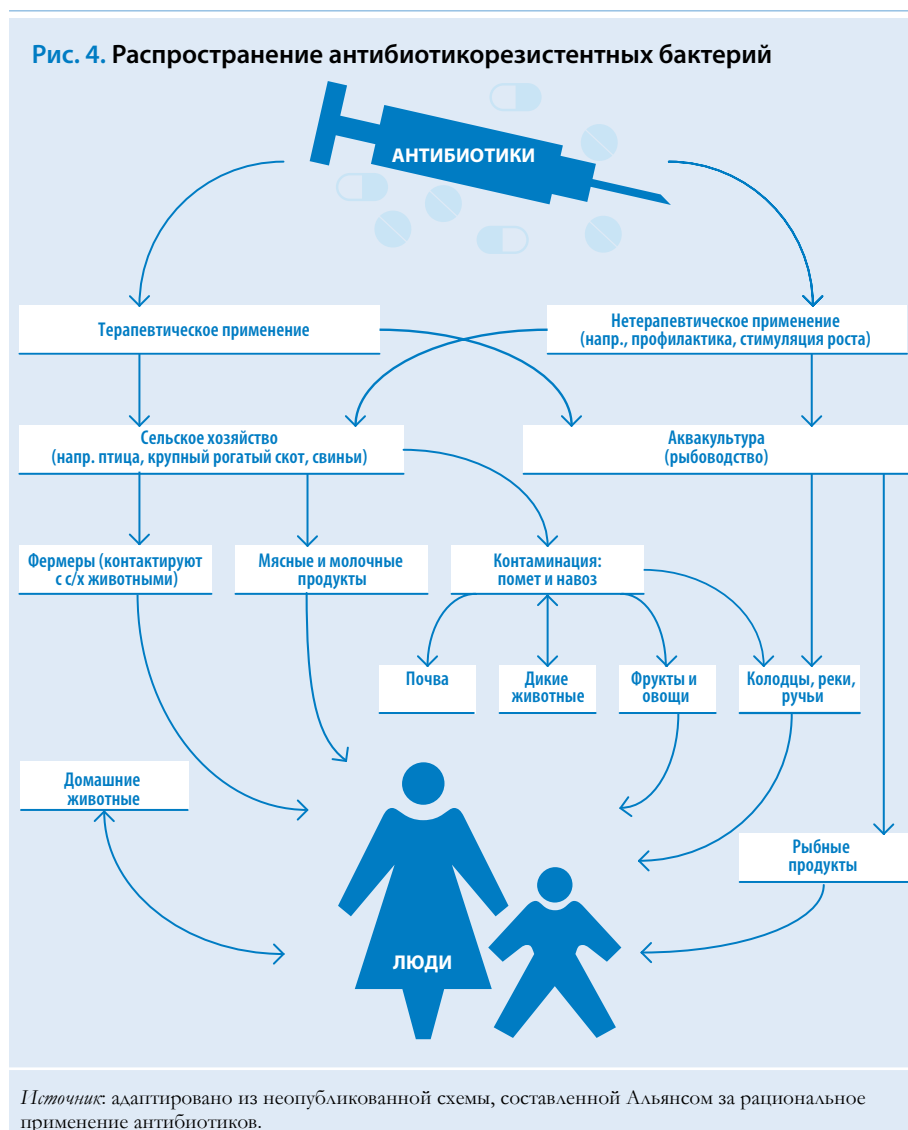 Рис. 4. Распространение антибиотикорезистентных бактерий
АНТИБИОТИКИ
Терапевтическое применение
Нетерапевтическое применение
(напр., профилактика, стимуляция роста)
Сельское хозяйство
(напр. птица, крупный рогатый скот, свиньи)
Аквакультура
(рыбоводство)
Фермеры (контактируют
с с/х животными)
Мясные и молочные
продукты
Контаминация:
помет и навоз
Почва
Дикие
животные
Фрукты и
овощи
Колодцы, реки,
ручьи
Домашние
животные
Рыбные
продукты
ЛЮДИ
Источник: адаптировано из неопубликованной схемы, составленной Альянсом за рациональное
применение антибиотиков.